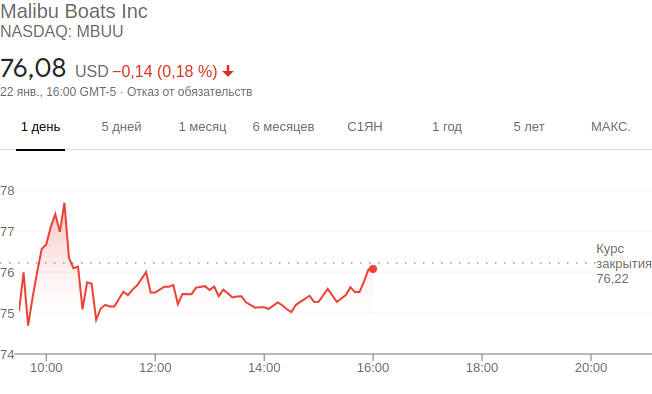 Malibu Boats Inc
NASDAQ: MBUU
76,08 USD −0,14 (0,18 %)
22 янв., 16:00 GMT-5 · Отказ от обязательств
1 день 5 дней 1 месяц 6 месяцев С1ЯН 1 год 5 лет МАКС.
78
77
76
75
74
Курс
закрытия
76,22
10:00 12:00 14:00 16:00 18:00 20:00